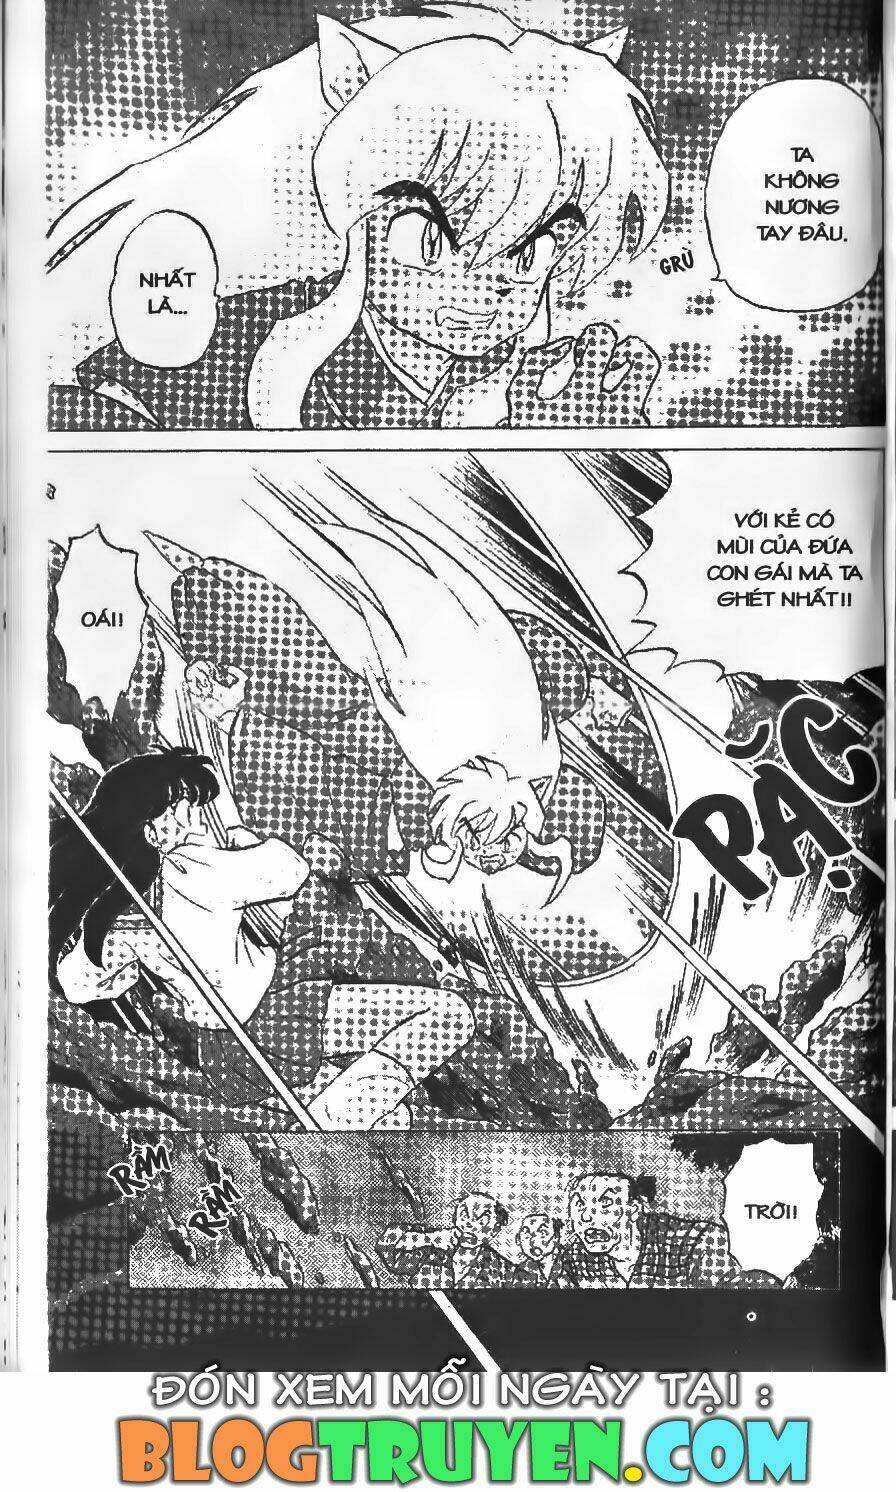 TA
KHÔNG
NƯƠNG
TAY ĐÂU.
GRÙ
NHẤT
LÀ...
VỚI KẺ CÓ
MÙI CỦA ĐỨA
CON GÁI MÀ TA
GHÉT NHẤT!!
OÁI!
PẶC
RẦM
RẦM
TRỜI!
ĐÓN XEM MỖI NGÀY TẠI :
BLOGTRUYEN.COM